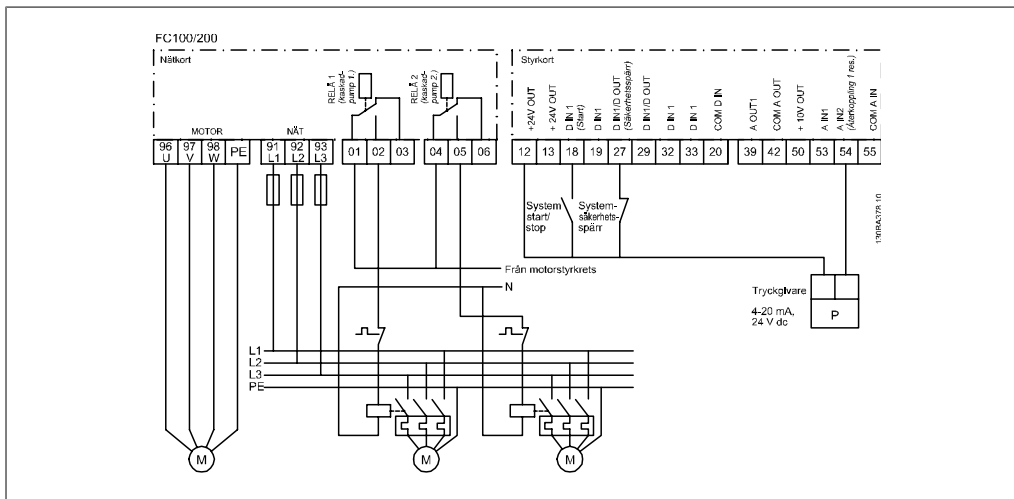 FC100/200
Nätkort
RELÄ 1
(kaskad-
pump 1.)
RELÄ 2
(kaskad-
pump 2.)
MOTOR
NÄT
96 97 98 PE 91 92 93 01 02 03 04 05 06
U V W L1 L2 L3
Styrkort
+24V OUT
+ 24V OUT
D IN 1
(Start)
D IN1
D IN1/D OUT
(Säkerhetsspärr)
D IN1/D OUT
D IN 1
D IN 1
COM D IN
A OUT1
COM A OUT
+ 10V OUT
A IN1
A IN2
(Återkoppling 1 res.)
COM A IN
12 13 18 19 27 29 32 33 20 39 42 50 53 54 55
System
start/
stop
System-
säkerhets-
spärr
130BA378.10
Från motorstyrkrets
N
Tryckgivare
4-20 mA,
24 V dc
P
L1
L2
L3
PE
M
M
M